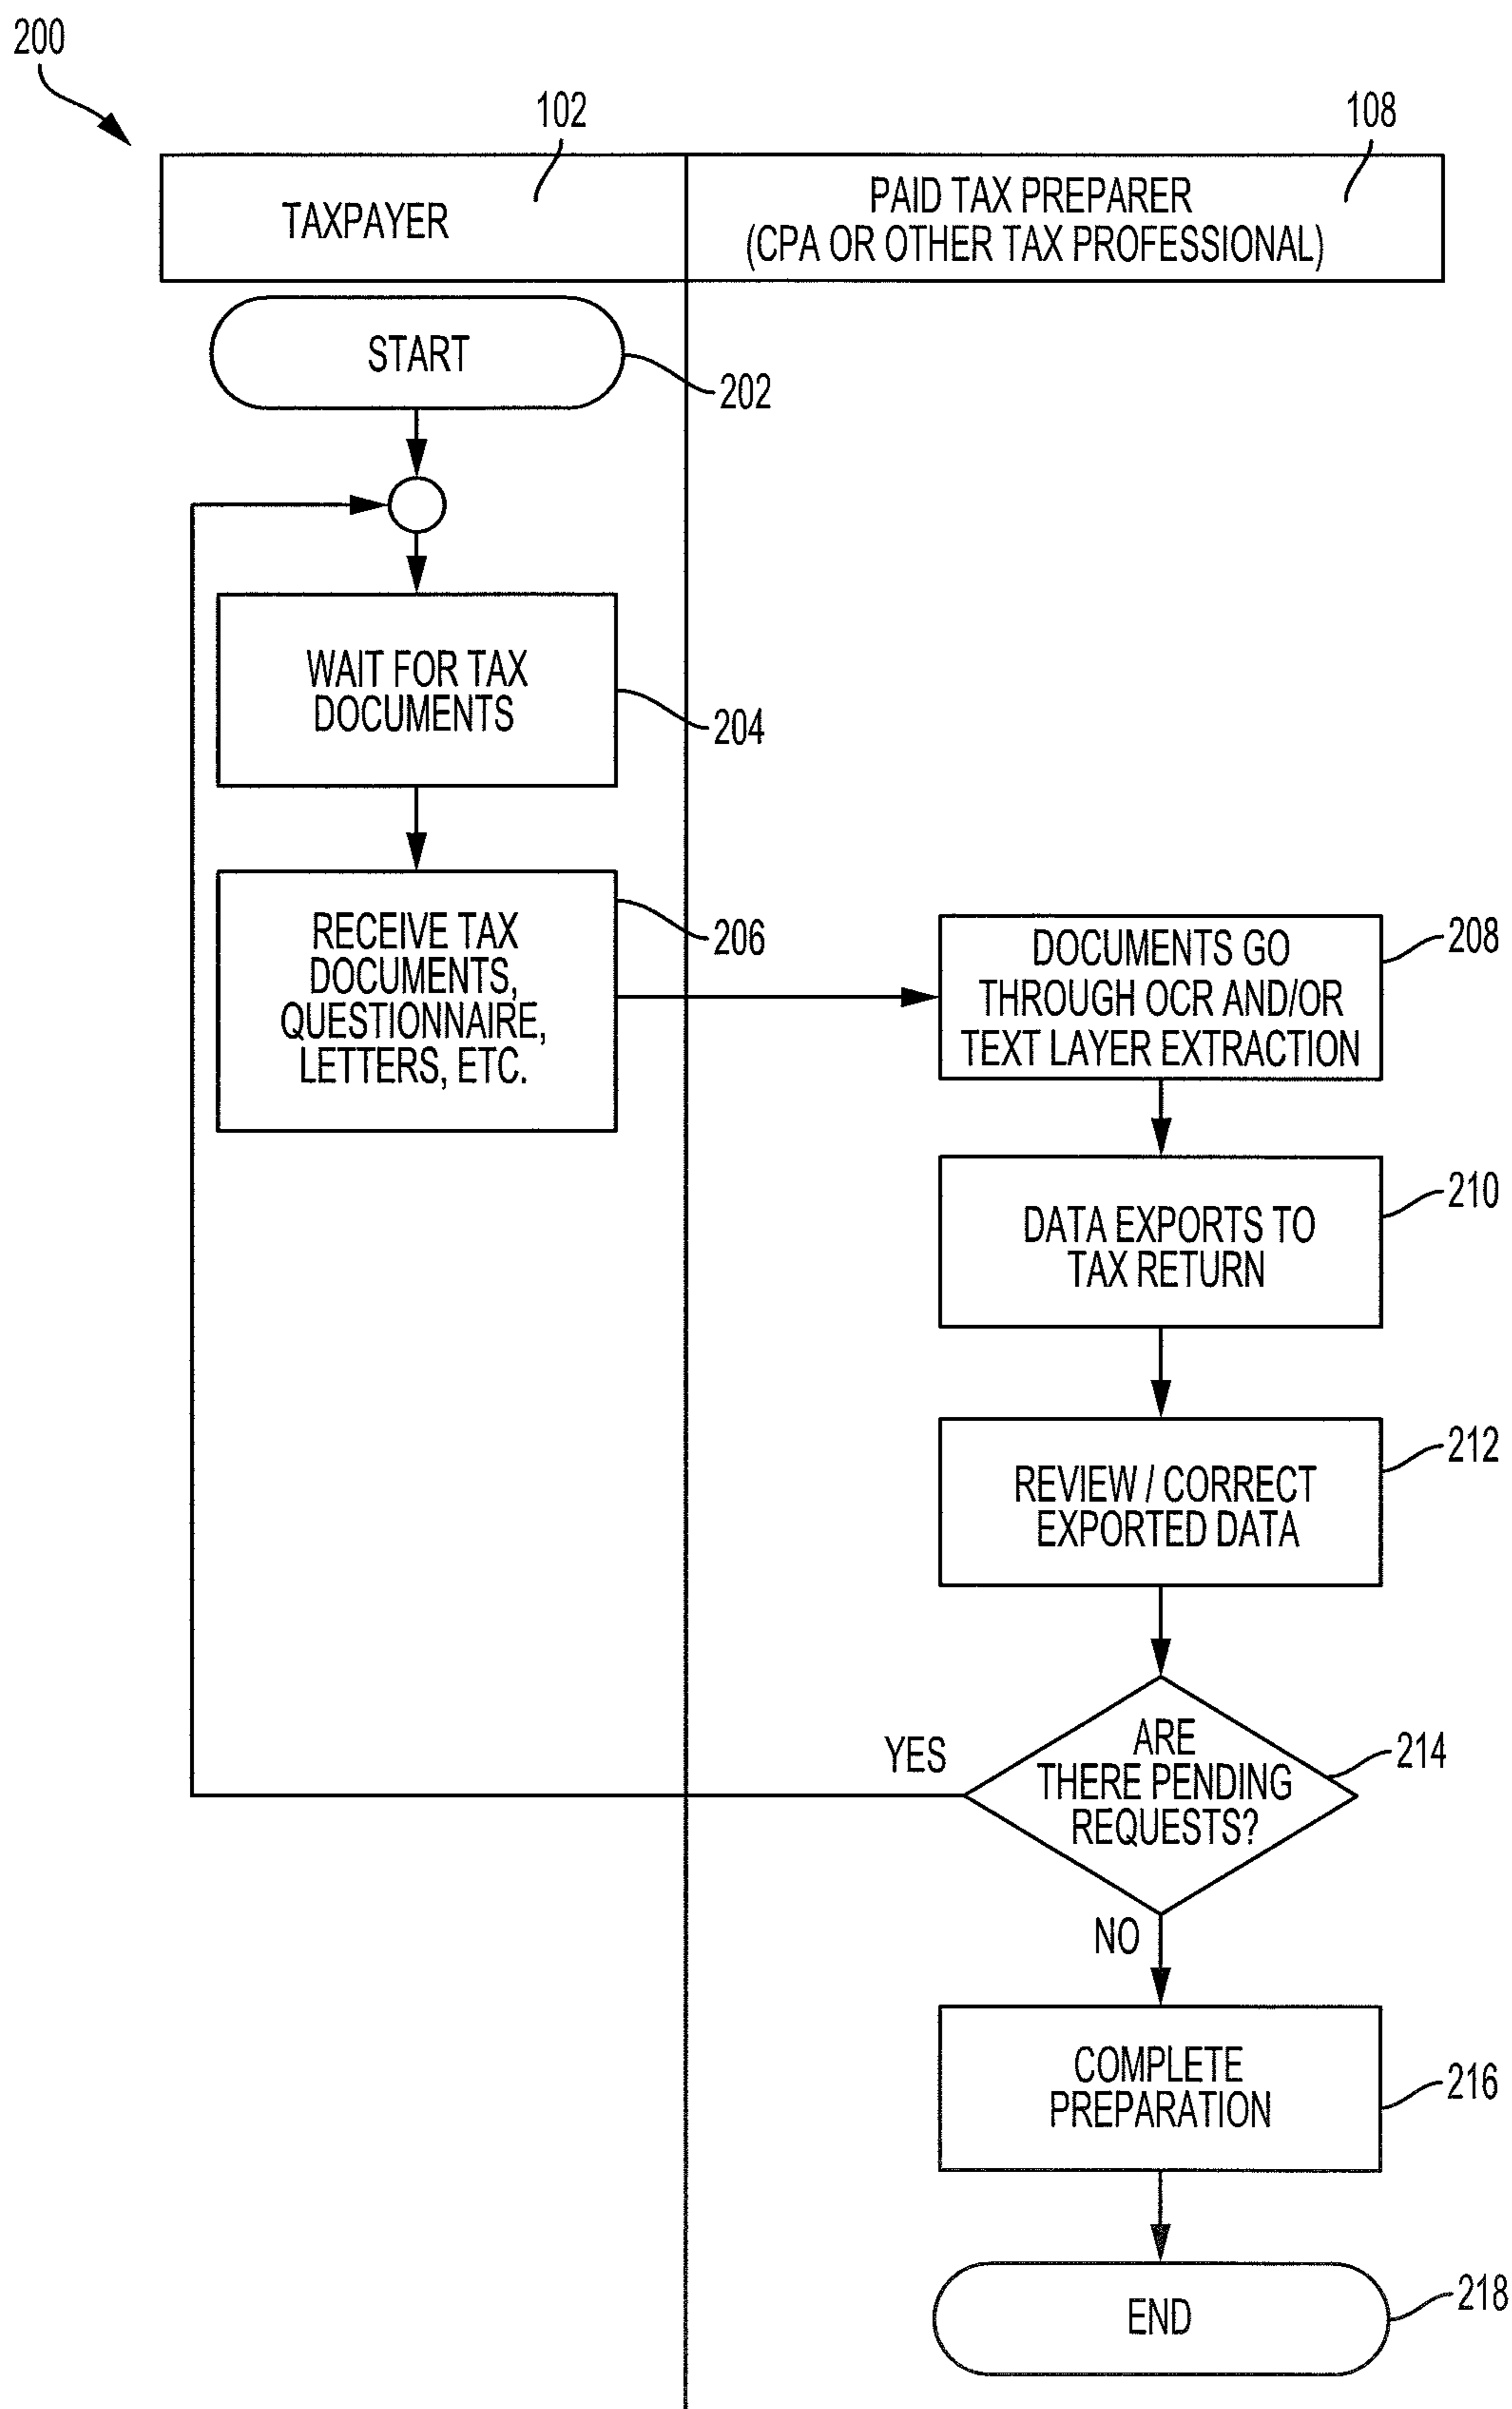 200
102
108
TAXPAYER
PAID TAX PREPARER
(CPA OR OTHER TAX PROFESSIONAL)
START
202
WAIT FOR TAX
DOCUMENTS
204
RECEIVE TAX
DOCUMENTS,
QUESTIONNAIRE,
LETTERS, ETC.
206
DOCUMENTS GO
THROUGH OCR AND/OR
TEXT LAYER EXTRACTION
208
DATA EXPORTS TO
TAX RETURN
210
REVIEW / CORRECT
EXPORTED DATA
212
ARE
THERE PENDING
REQUESTS?
214
YES
NO
COMPLETE
PREPARATION
216
END
218